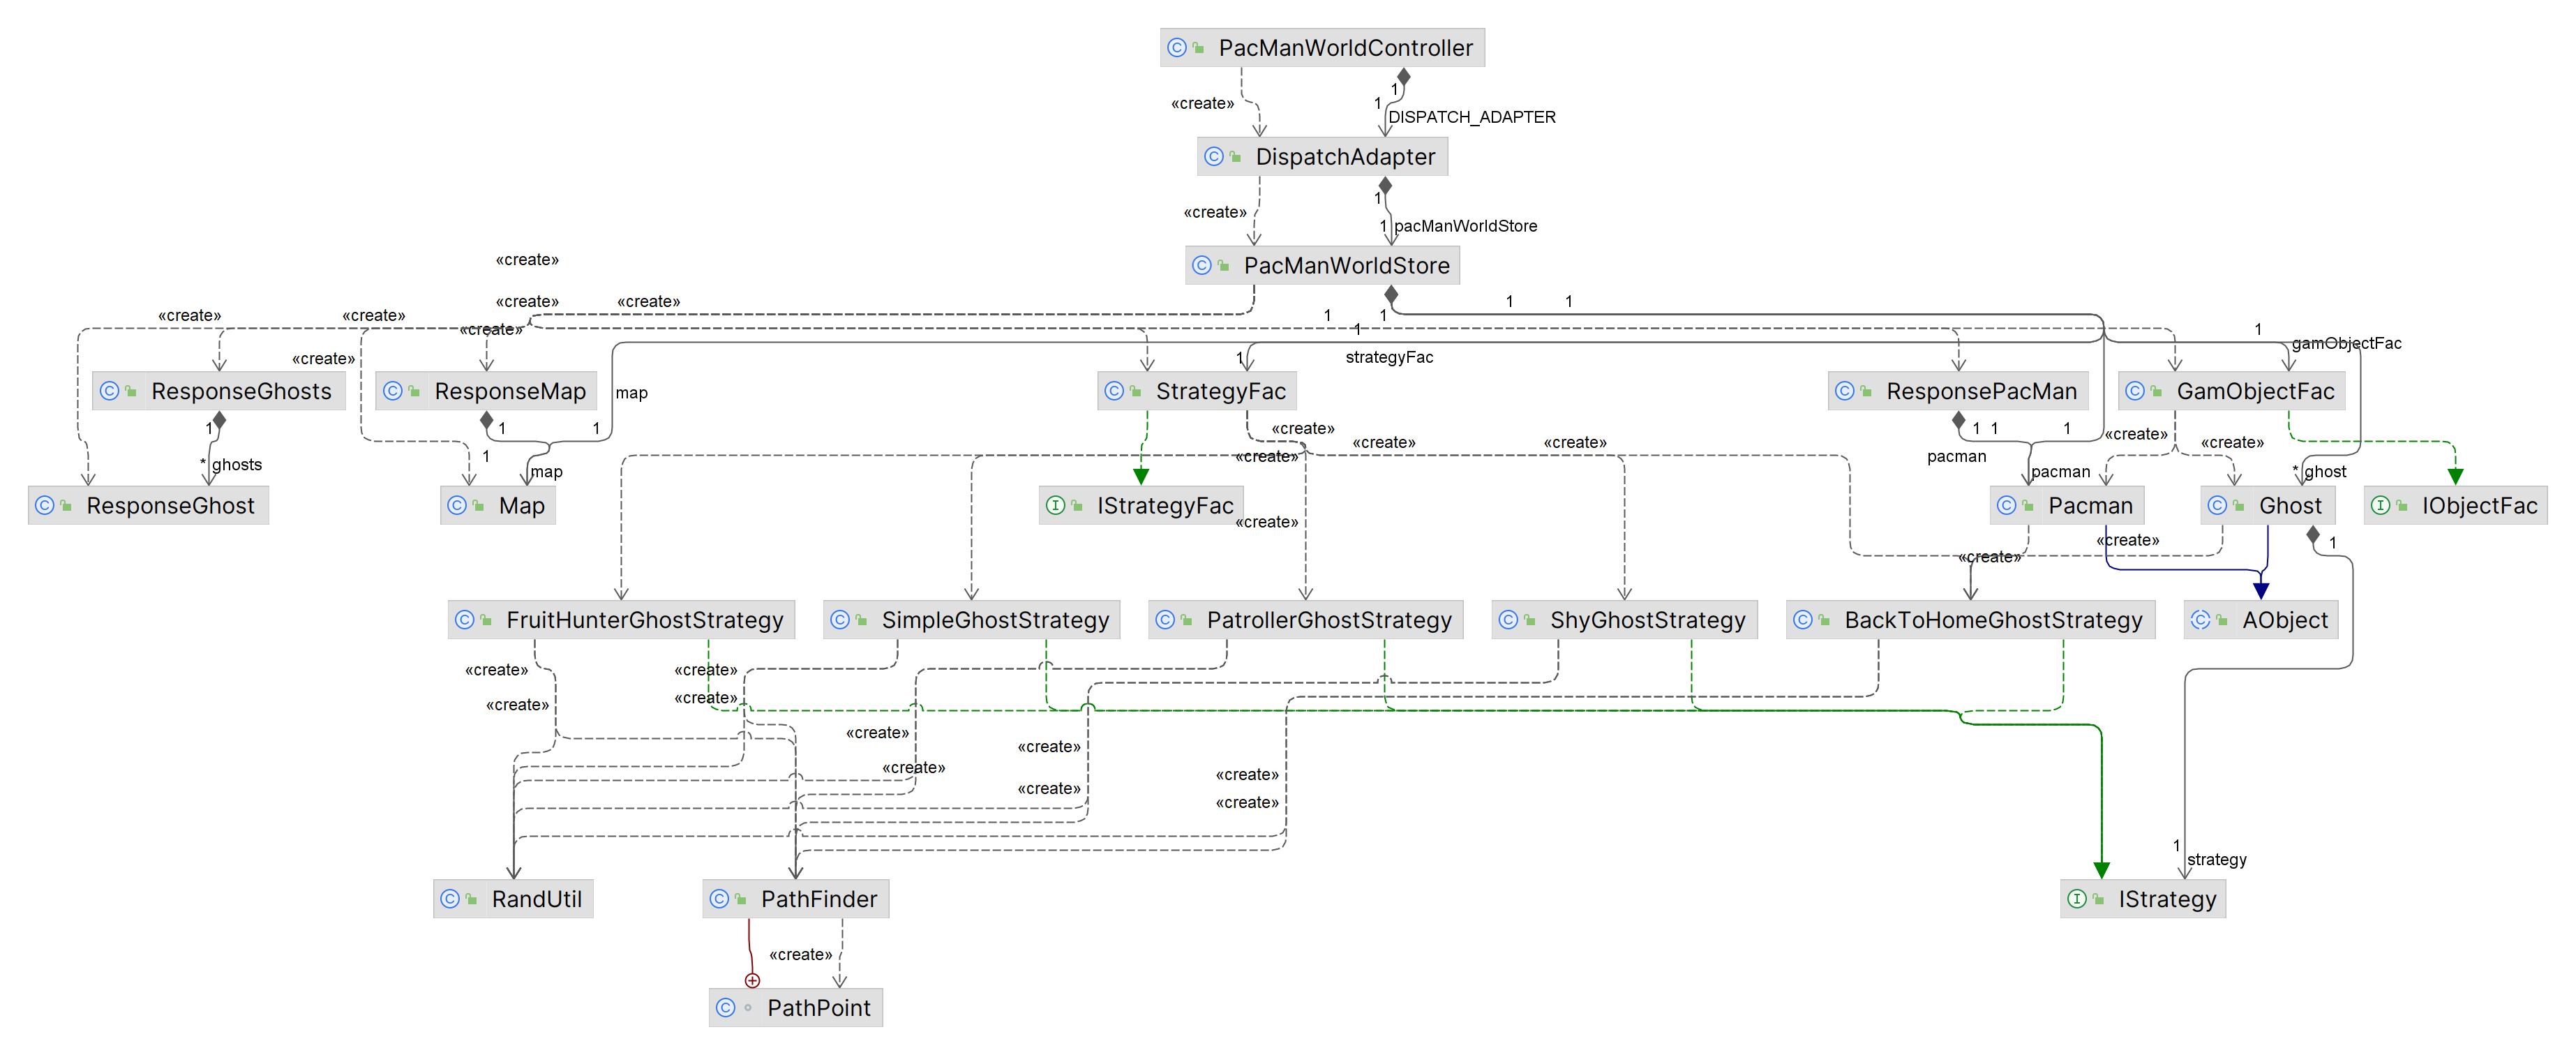 PacManWorldController
«create»
1
1
DISPATCH_ADAPTER
DispatchAdapter
«create»
1
1
pacManWorldStore
PacManWorldStore
«create»
«create»
«create»
1
1
«create»
«create»
«create»
1
1
1
1
«create»
1
strategyFac
gamObjectFac
ResponseGhosts
ResponseMap
map
StrategyFac
ResponsePacMan
GamObjectFac
1
1
1
«create»
«create»
«create»
1
1
1
«create»
«create»
* ghosts
1
map
«create»
pacman
pacman
* ghost
ResponseGhost
Map
IStrategyFac
«create»
Pacman
Ghost
IObjectFac
«create»
«create»
1
FruitHunterGhostStrategy
SimpleGhostStrategy
PatrollerGhostStrategy
ShyGhostStrategy
BackToHomeGhostStrategy
AObject
«create»
«create»
«create»
«create»
«create»
«create»
«create»
«create»
«create»
«create»
1
strategy
RandUtil
PathFinder
IStrategy
«create»
PathPoint